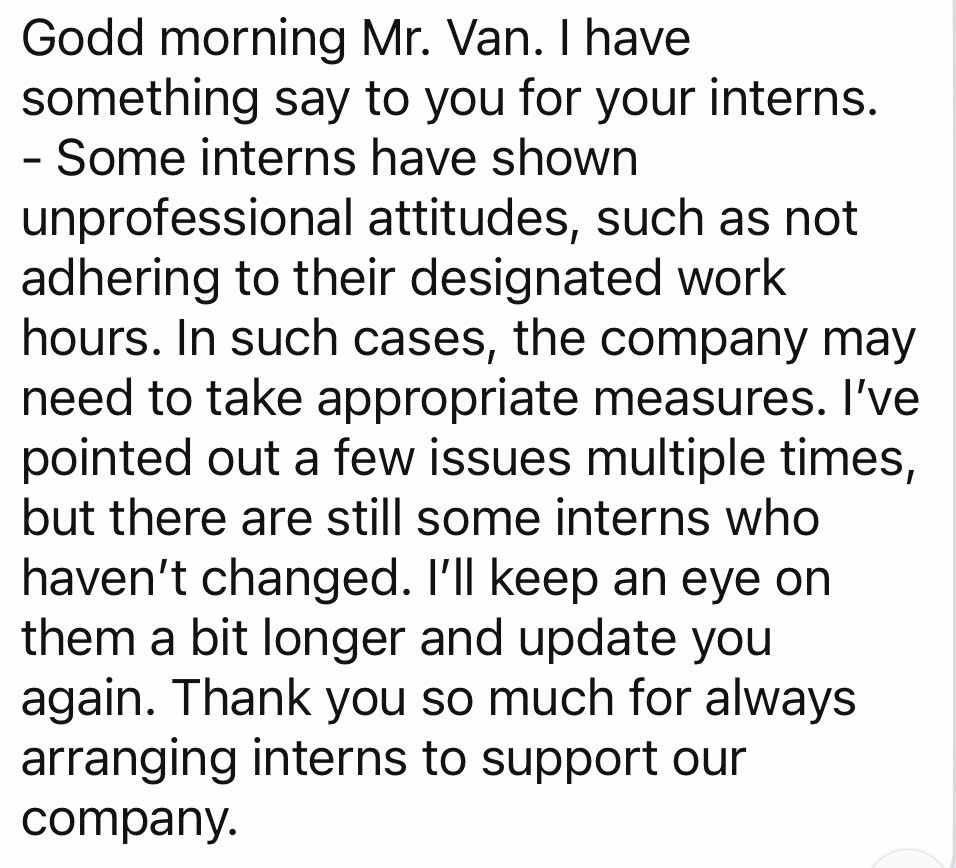 Godd morning Mr. Van. I have
something say to you for your interns.
- Some interns have shown
unprofessional attitudes, such as not
adhering to their designated work
hours. In such cases, the company may
need to take appropriate measures. I’ve
pointed out a few issues multiple times,
but there are still some interns who
haven’t changed. I’ll keep an eye on
them a bit longer and update you
again. Thank you so much for always
arranging interns to support our
company.